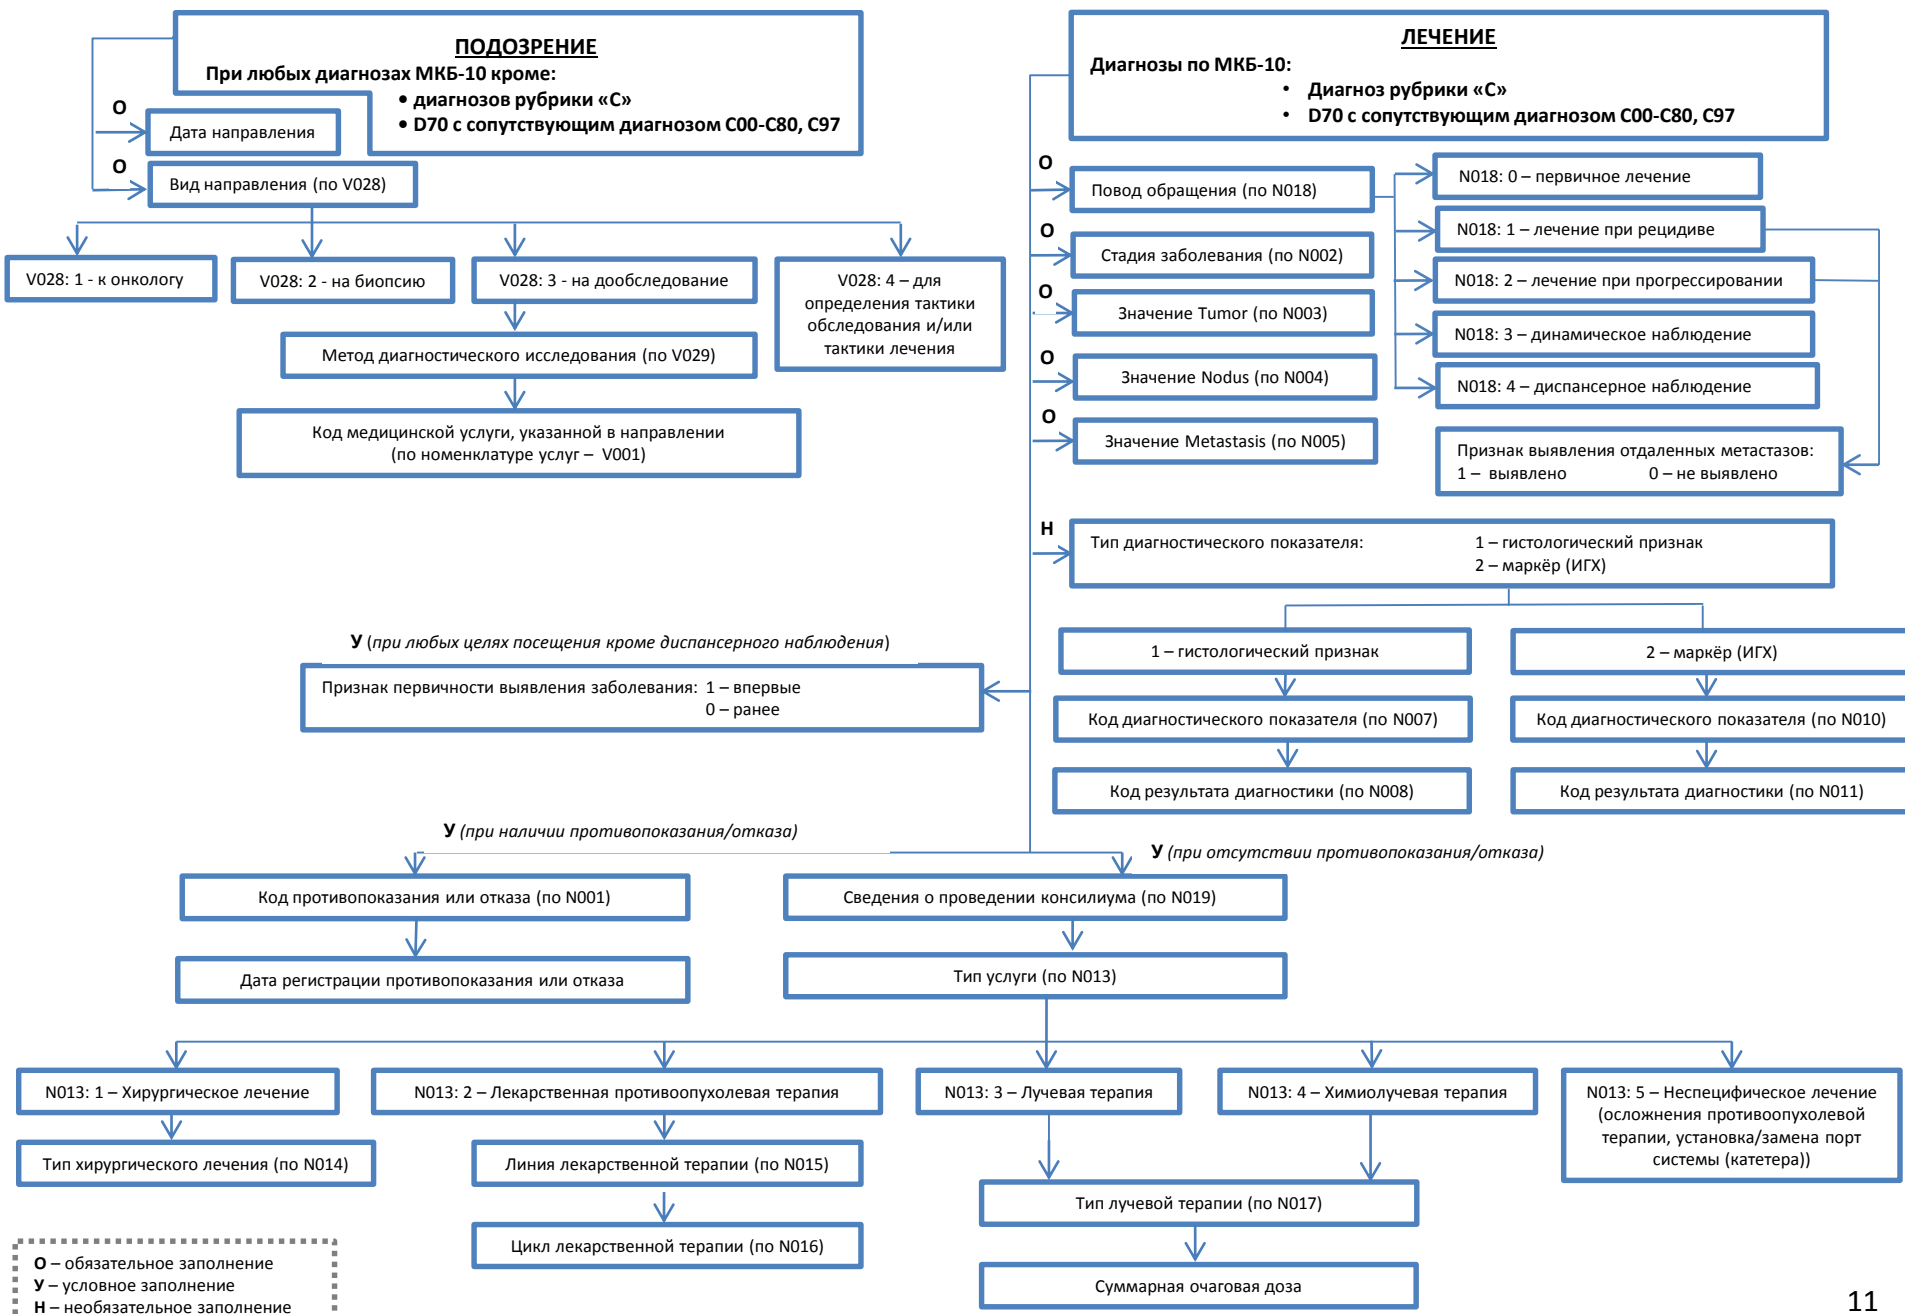 ПОДОЗРЕНИЕ
При любых диагнозах МКБ-10 кроме:
• диагнозов рубрики «С»
• D70 с сопутствующим диагнозом С00-С80, С97
О
Дата направления
О
Вид направления (по V028)
V028: 1 - к онкологу
V028: 2 - на биопсию
V028: 3 - на дообследование
V028: 4 – для
определения тактики
обследования и/или
тактики лечения
Метод диагностического исследования (по V029)
Код медицинской услуги, указанной в направлении
(по номенклатуре услуг – V001)
ЛЕЧЕНИЕ
Диагнозы по МКБ-10:
• Диагноз рубрики «С»
• D70 с сопутствующим диагнозом С00-С80, С97
О
Повод обращения (по N018)
О
Стадия заболевания (по N002)
О
Значение Tumor (по N003)
О
Значение Nodus (по N004)
О
Значение Metastasis (по N005)
N018: 0 – первичное лечение
N018: 1 – лечение при рецидиве
N018: 2 – лечение при прогрессировании
N018: 3 – динамическое наблюдение
N018: 4 – диспансерное наблюдение
Признак выявления отдаленных метастазов:
1 – выявлено 0 – не выявлено
Н
Тип диагностического показателя: 1 – гистологический признак
2 – маркёр (ИГХ)
1 – гистологический признак
2 – маркёр (ИГХ)
Код диагностического показателя (по N007)
Код диагностического показателя (по N010)
Код результата диагностики (по N008)
Код результата диагностики (по N011)
У (при любых целях посещения кроме диспансерного наблюдения)
Признак первичности выявления заболевания: 1 – впервые
0 – ранее
У (при наличии противопоказания/отказа)
У (при отсутствии противопоказания/отказа)
Код противопоказания или отказа (по N001)
Сведения о проведении консилиума (по N019)
Дата регистрации противопоказания или отказа
Тип услуги (по N013)
N013: 1 – Хирургическое лечение
N013: 2 – Лекарственная противоопухолевая терапия
N013: 3 – Лучевая терапия
N013: 4 – Химиолучевая терапия
N013: 5 – Неспецифическое лечение
(осложнения противоопухолевой
терапии, установка/замена порт
системы (катетера))
Тип хирургического лечения (по N014)
Линия лекарственной терапии (по N015)
Тип лучевой терапии (по N017)
Цикл лекарственной терапии (по N016)
Суммарная очаговая доза
О – обязательное заполнение
У – условное заполнение
Н – необязательное заполнение
11